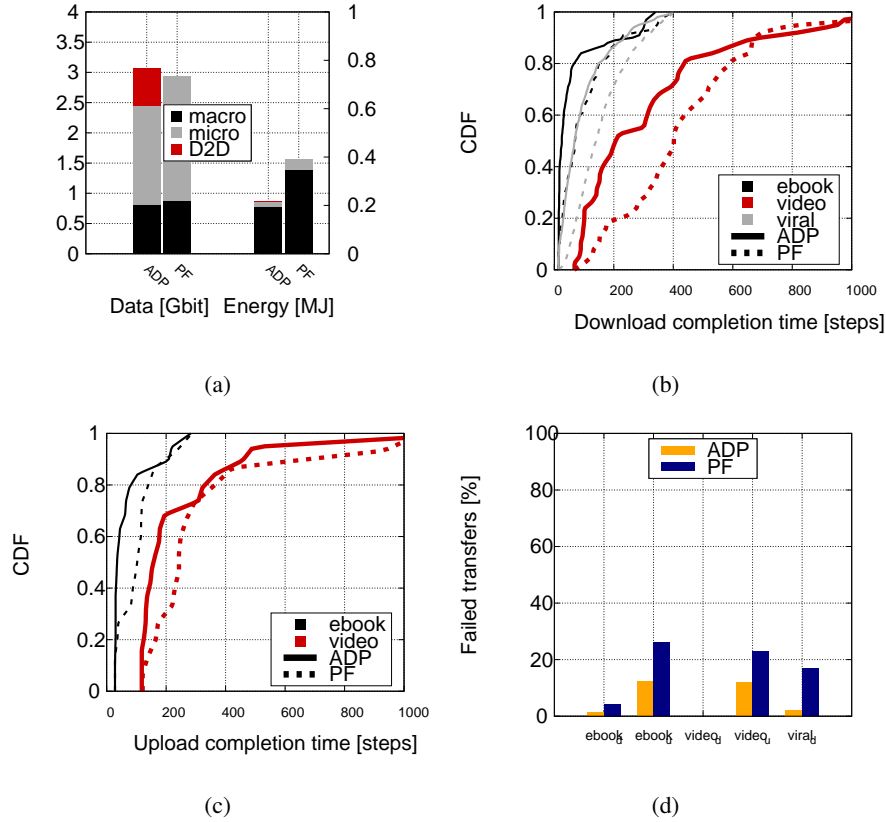 4
3.5
3
2.5
2
1.5
1
0.5
0
1
0.8
0.6
0.4
0.2
0
macro
micro
D2D
ADP
PF
ADP
PF
Data [Gbit]
Energy [MJ]
(a)
1
0.8
0.6
0.4
0.2
0
CDF
ebook
video
viral
ADP
PF
0
200
400
600
800
1000
Download completion time [steps]
(b)
1
0.8
0.6
0.4
0.2
0
CDF
ebook
video
ADP
PF
0
200
400
600
800
1000
Upload completion time [steps]
(c)
100
80
60
40
20
0
Failed transfers [%]
ADP
PF
ebook_d
ebook_u
video_d
video_u
viral_d
(d)